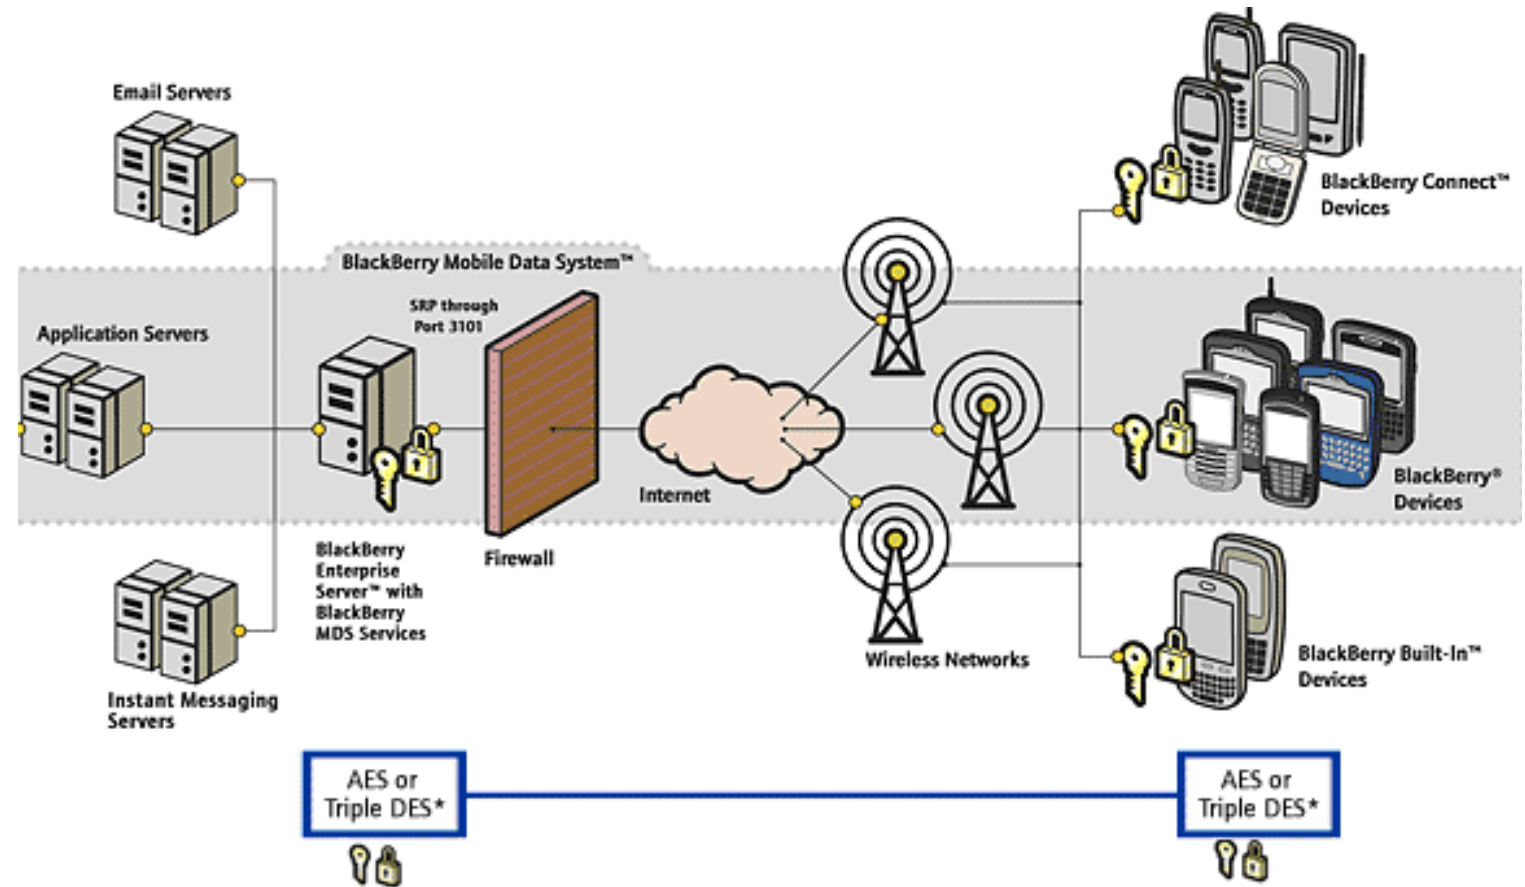 Email Servers
BlackBerry Connect™
Devices
BlackBerry Mobile Data System™
SRP through
Port 3101
Application Servers
BlackBerry®
Devices
Internet
BlackBerry
Enterprise
Server™ with
BlackBerry
MDS Services
Firewall
Wireless Networks
BlackBerry Built-In™
Devices
Instant Messaging
Servers
AES or
Triple DES*
AES or
Triple DES*